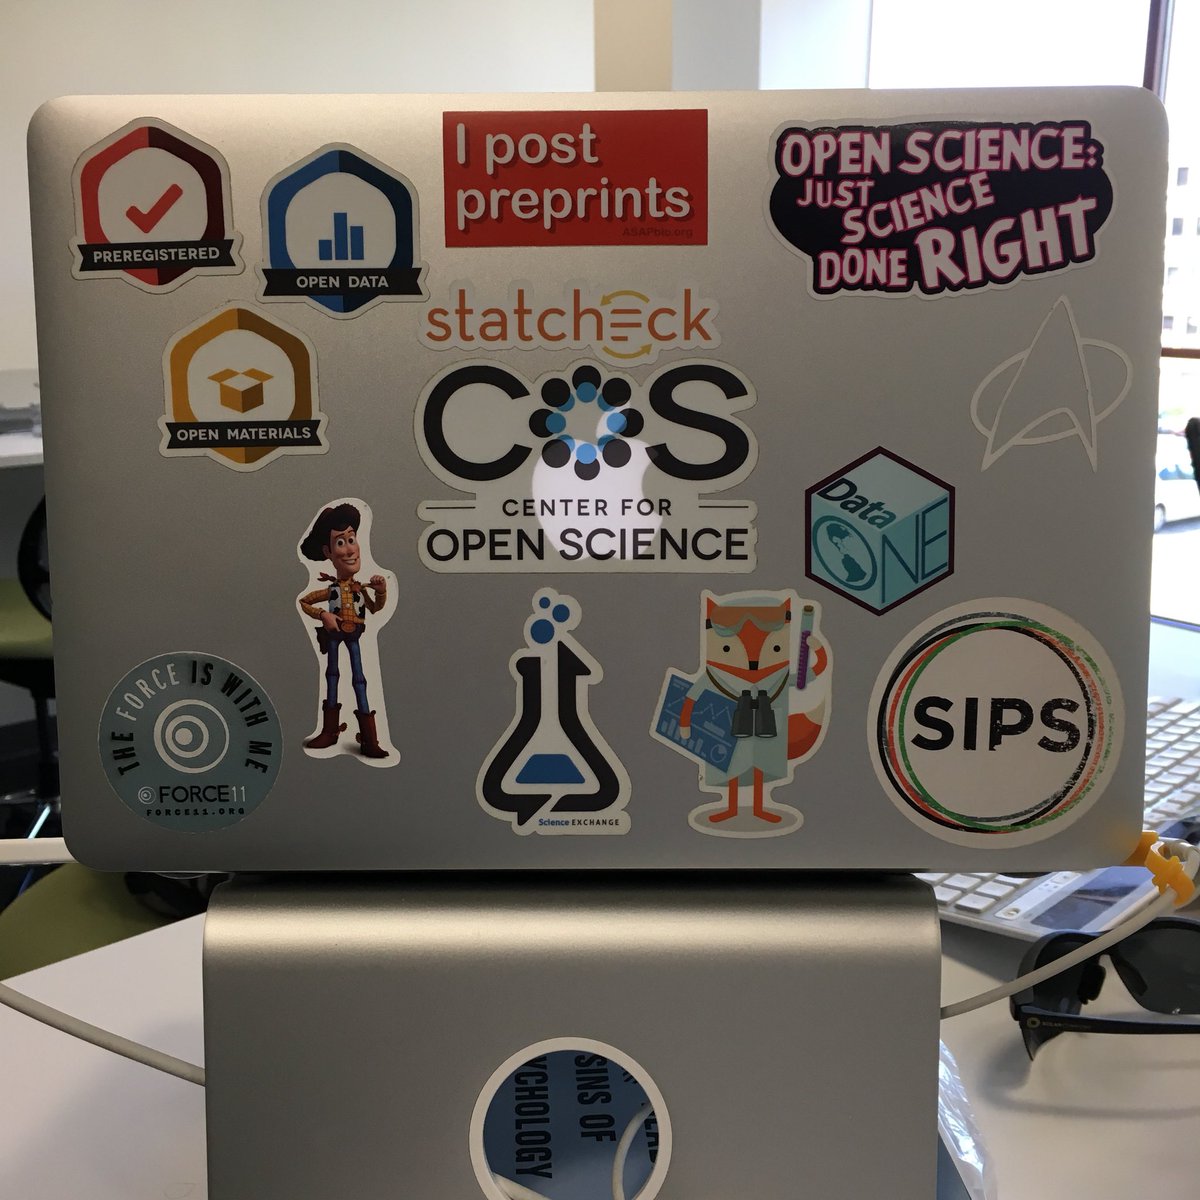 PREREGISTERED
OPEN DATA
OPEN MATERIALS
I post
preprints
ASAPbio.org
OPEN SCIENCE:
JUST
SCIENCE
DONE RIGHT
statcheck
COS
CENTER FOR
OPEN SCIENCE
Data
ONE
THE FORCE IS WITH ME
FORCE11
FORCE11.ORG
Science EXCHANGE
SIPS
SINS OF
YCHOLOGY